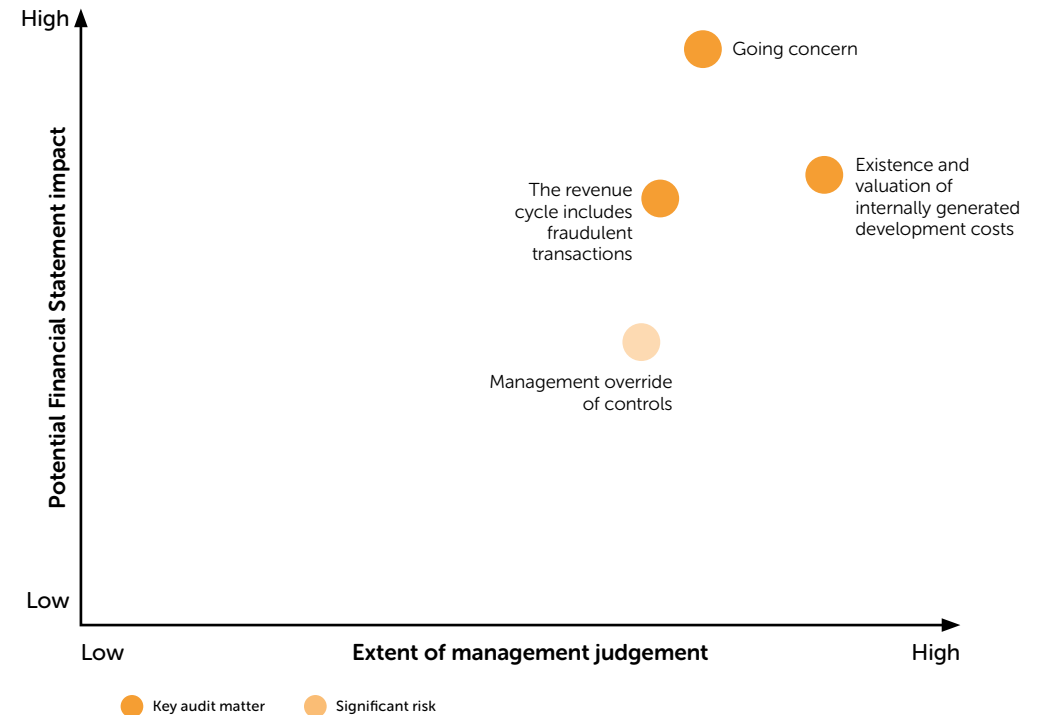 High
Potential Financial Statement impact
Going concern
Existence and
valuation of
internally generated
development costs
The revenue
cycle includes
fraudulent
transactions
Management override
of controls
Low
Low
Extent of management judgement
High
Key audit matter
Significant risk